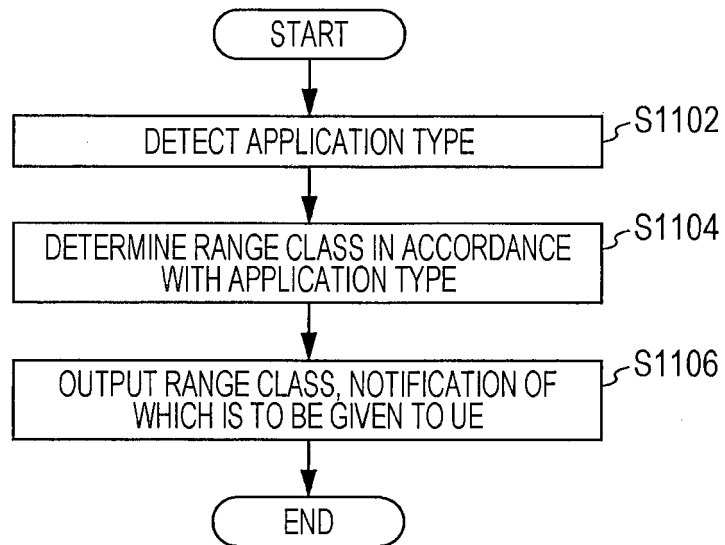 START
DETECT APPLICATION TYPE
S1102
DETERMINE RANGE CLASS IN ACCORDANCE
WITH APPLICATION TYPE
S1104
OUTPUT RANGE CLASS, NOTIFICATION OF
WHICH IS TO BE GIVEN TO UE
S1106
END